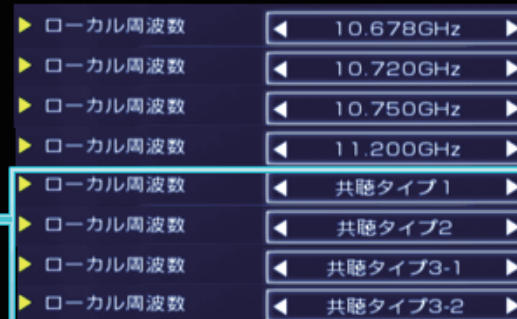 ローカル周波数 10.678GHz
ローカル周波数 10.720GHz
ローカル周波数 10.750GHz
ローカル周波数 11.200GHz
ローカル周波数 共聴タイプ1
ローカル周波数 共聴タイプ2
ローカル周波数 共聴タイプ3-1
ローカル周波数 共聴タイプ3-2